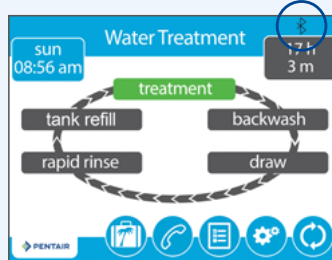 Water Treatment
sun
08:56 am
17 h
3 m
treatment
tank refill
backwash
rapid rinse
draw
PENTAIR